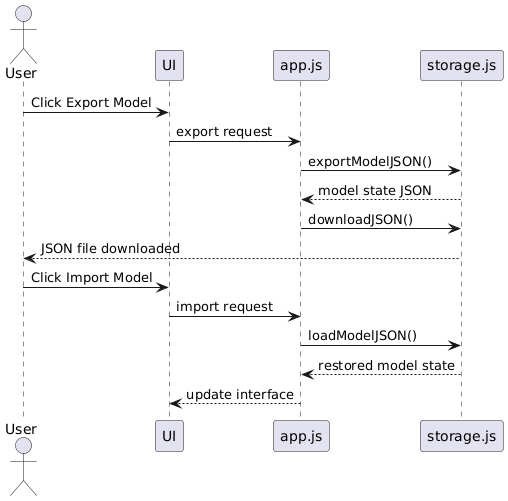 User
UI
app.js
storage.js
Click Export Model
export request
exportModelJSON()
model state JSON
downloadJSON()
JSON file downloaded
Click Import Model
import request
loadModelJSON()
restored model state
update interface
User
UI
app.js
storage.js